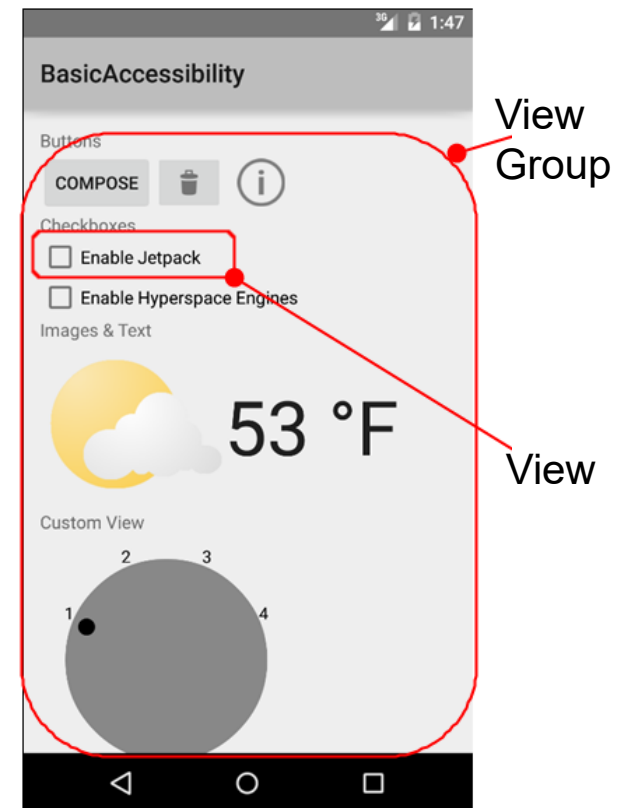 3G 1:47
BasicAccessibility
View
Group
Buttons
COMPOSE i
Checkboxes
Enable Jetpack
Enable Hyperspace Engines
Images & Text
53 °F
View
Custom View
2 3
1 4